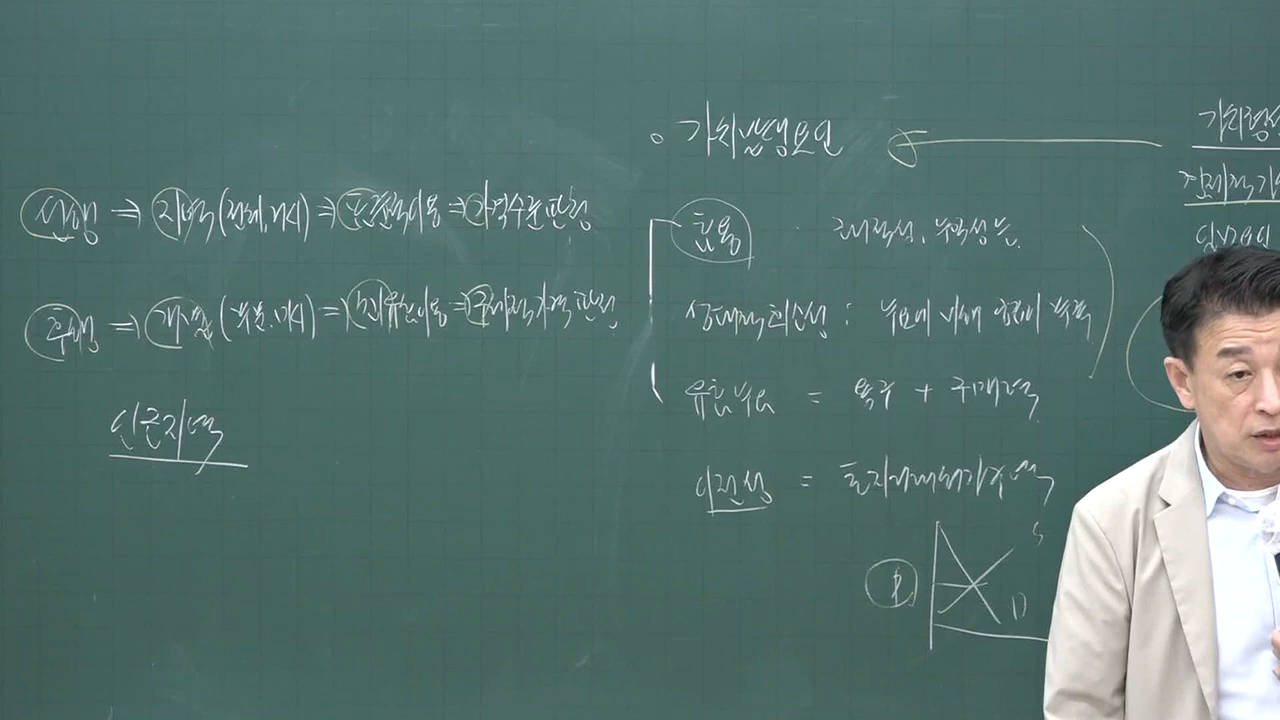 선행 ⇒ 지역(전체, 거시) ⇒ 표준적이용 ⇒ 가격수준판정
후행 ⇒ 개별(부분, 미시) ⇒ 최유효이용 ⇒ 구체적가격판정
인근지역
○ 가치발생요인
효용 · 쾌적성, 수익성 등.
상대적희소성 : 수요에 비해 공급이 부족
유효수요 = 욕구 + 구매력.
이전성 =
P S D
가치형성